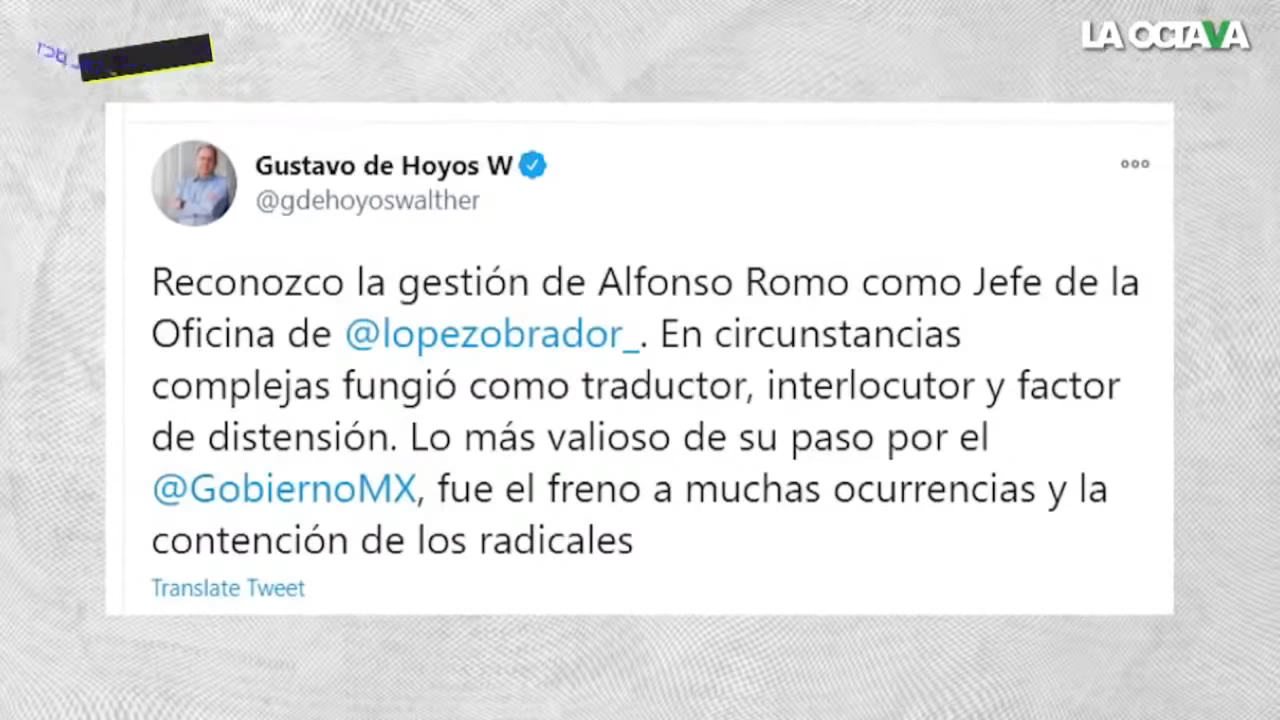 LA OCTAVA
Gustavo de Hoyos W
@gdehoyoswalther
Reconozco la gestión de Alfonso Romo como Jefe de la
Oficina de @lopezobrador_. En circunstancias
complejas fungió como traductor, interlocutor y factor
de distensión. Lo más valioso de su paso por el
@GobiernoMX, fue el freno a muchas ocurrencias y la
contención de los radicales
Translate Tweet